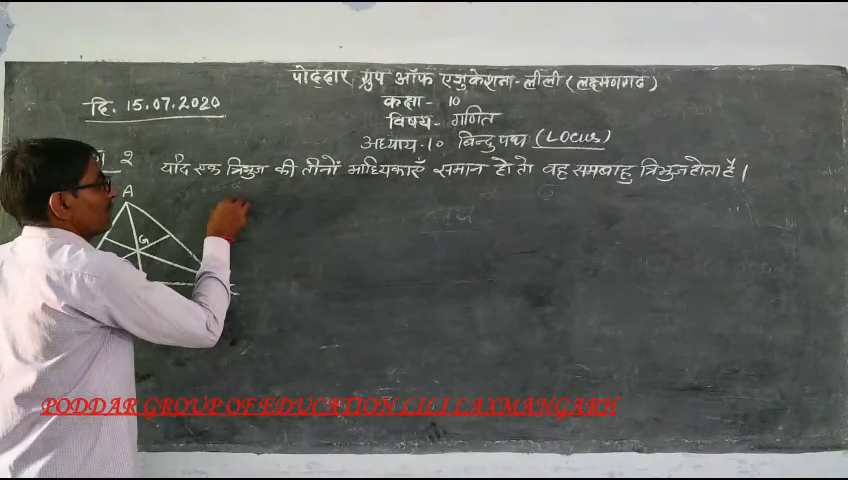 पोद्दार ग्रुप ऑफ एजुकेशन - लीली (लक्ष्मणगढ)
दि. 15.07.2020
कक्षा - 10
विषय - गणित
अध्याय - 10 बिन्दु पथ (LOCUS)
2 यदि एक त्रिभुज की तीनों माध्यिकाएँ समान हो तो वह समबाहु त्रिभुज होता है।
A
G
PODDAR GROUP OF EDUCATION LILI LAXMANGARH